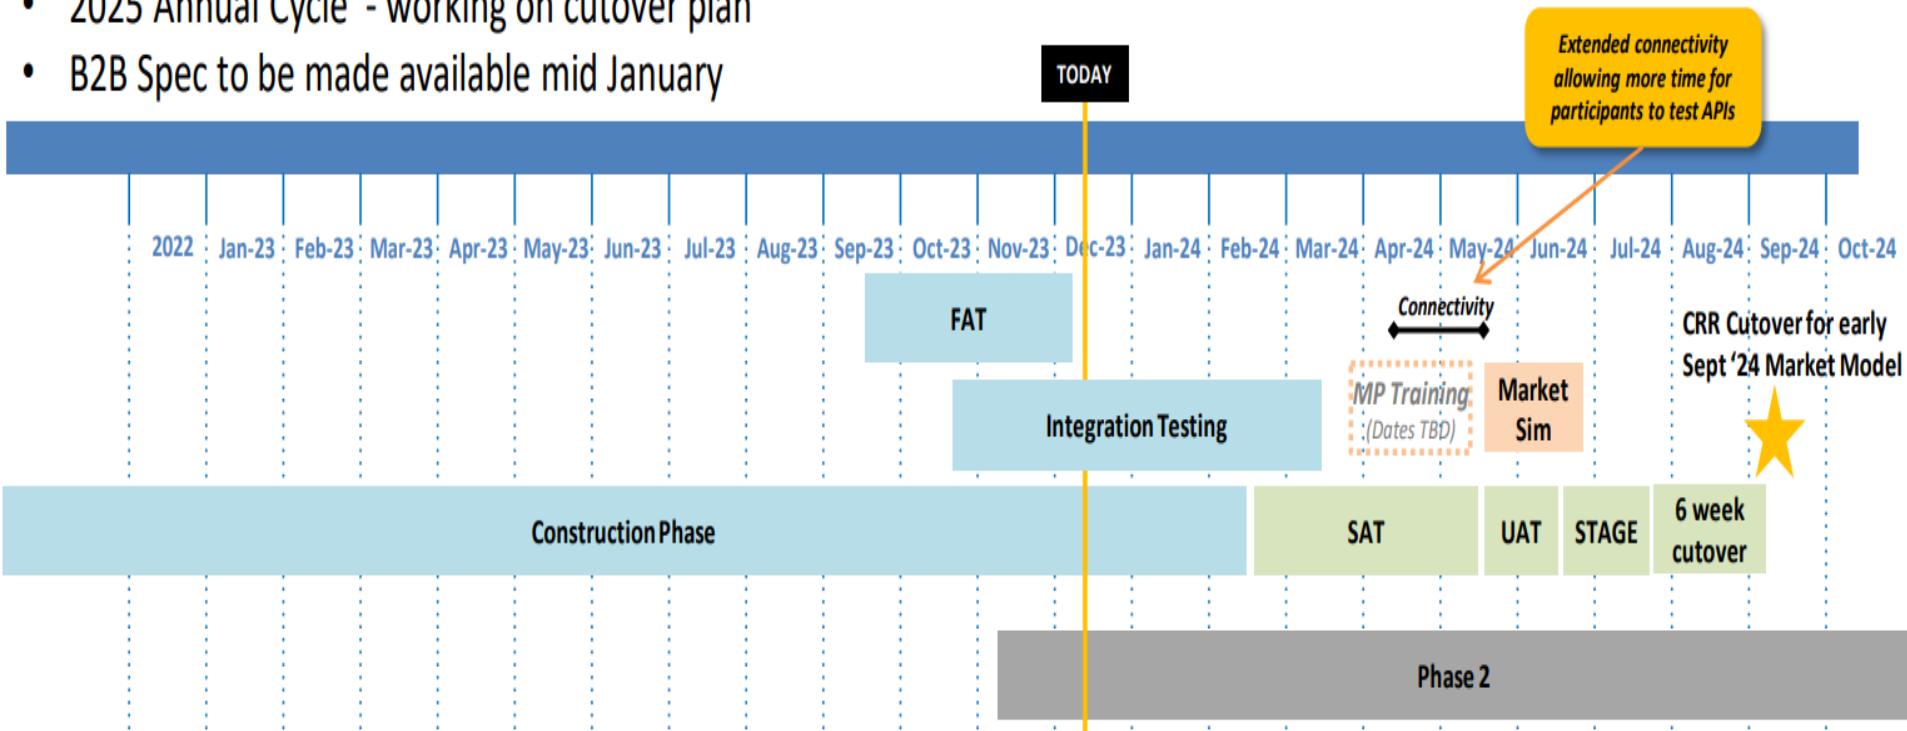 • 2025 Annual Cycle - working on cutover plan
• B2B Spec to be made available mid January
TODAY
Extended connectivity
allowing more time for
participants to test APIs
2022 Jan-23 Feb-23 Mar-23 Apr-23 May-23 Jun-23 Jul-23 Aug-23 Sep-23 Oct-23 Nov-23 Dec-23 Jan-24 Feb-24 Mar-24 Apr-24 May-24 Jun-24 Jul-24 Aug-24 Sep-24 Oct-24
FAT
Connectivity
CRR Cutover for early
Sept ‘24 Market Model
Integration Testing
MP Training
(Dates TBD)
Market
Sim
Construction Phase
SAT
UAT
STAGE
6 week
cutover
Phase 2